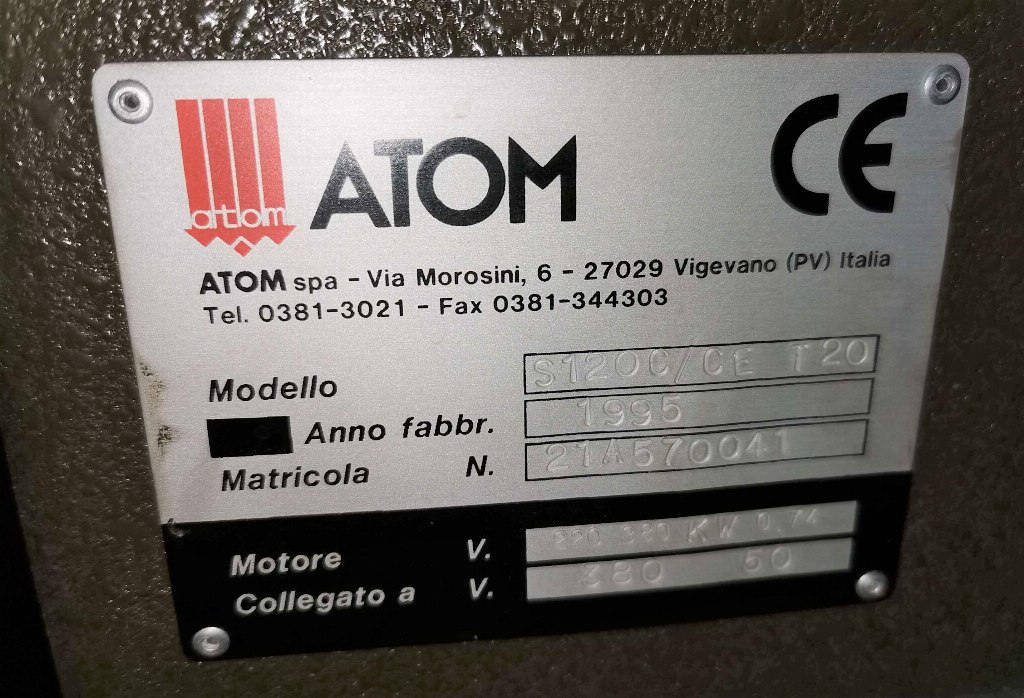 atom
ATOM
CE
ATOM spa - Via Morosini, 6 - 27029 Vigevano (PV) Italia
Tel. 0381-3021 - Fax 0381-344303
Modello S120C/CE T20
Anno fabbr. 1995
Matricola N. 21A570041
Motore V. 220 380 KW 0.74
Collegato a V. 380 50